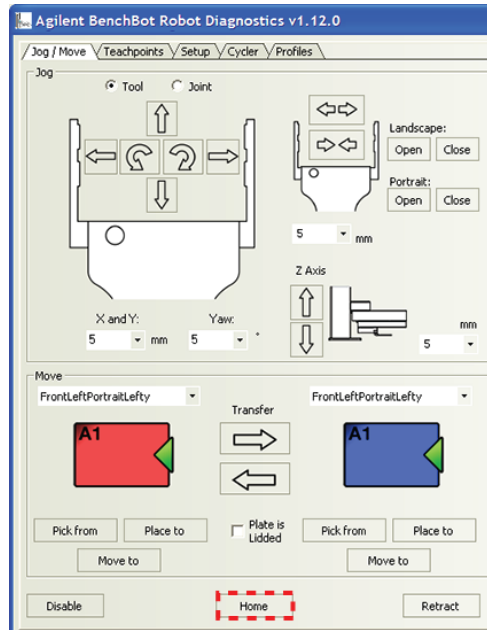 Agilent BenchBot Robot Diagnostics v1.12.0
Jog / Move Teachpoints Setup Cycler Profiles
Jog
Tool Joint
Landscape:
Open Close
Portrait:
Open Close
5 mm
Z Axis
X and Y: Yaw:
5 mm 5 °
mm
5
Move
FrontLeftPortraitLefty FrontLeftPortraitLefty
Transfer
A1 A1
Pick from Place to Plate is Lidded Pick from Place to
Move to Move to
Disable Home Retract